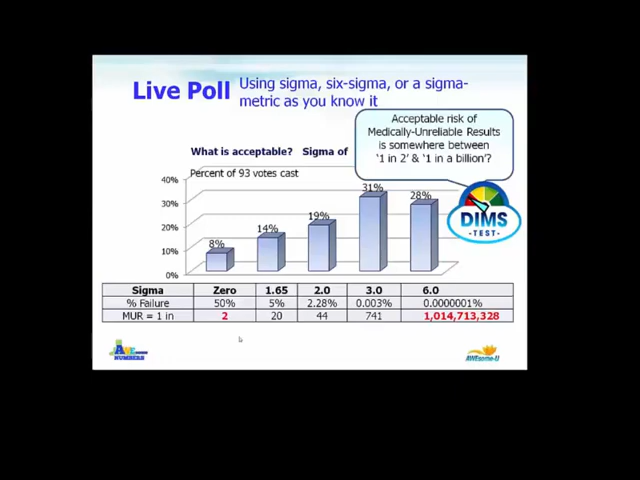 Live Poll
Using sigma, six-sigma, or a sigma-
metric as you know it
Acceptable risk of
Medically-Unreliable Results
is somewhere between
'1 in 2' & '1 in a billion'?
What is acceptable? Sigma of
Percent of 93 votes cast
40%
30%
20%
10%
0%
8%
14%
19%
31%
28%
DIMS
-TEST-
Sigma Zero 1.65 2.0 3.0 6.0
% Failure 50% 5% 2.28% 0.003% 0.0000001%
MUR = 1 in 2 20 44 741 1,014,713,328
NUMBERS
AWEsome-U